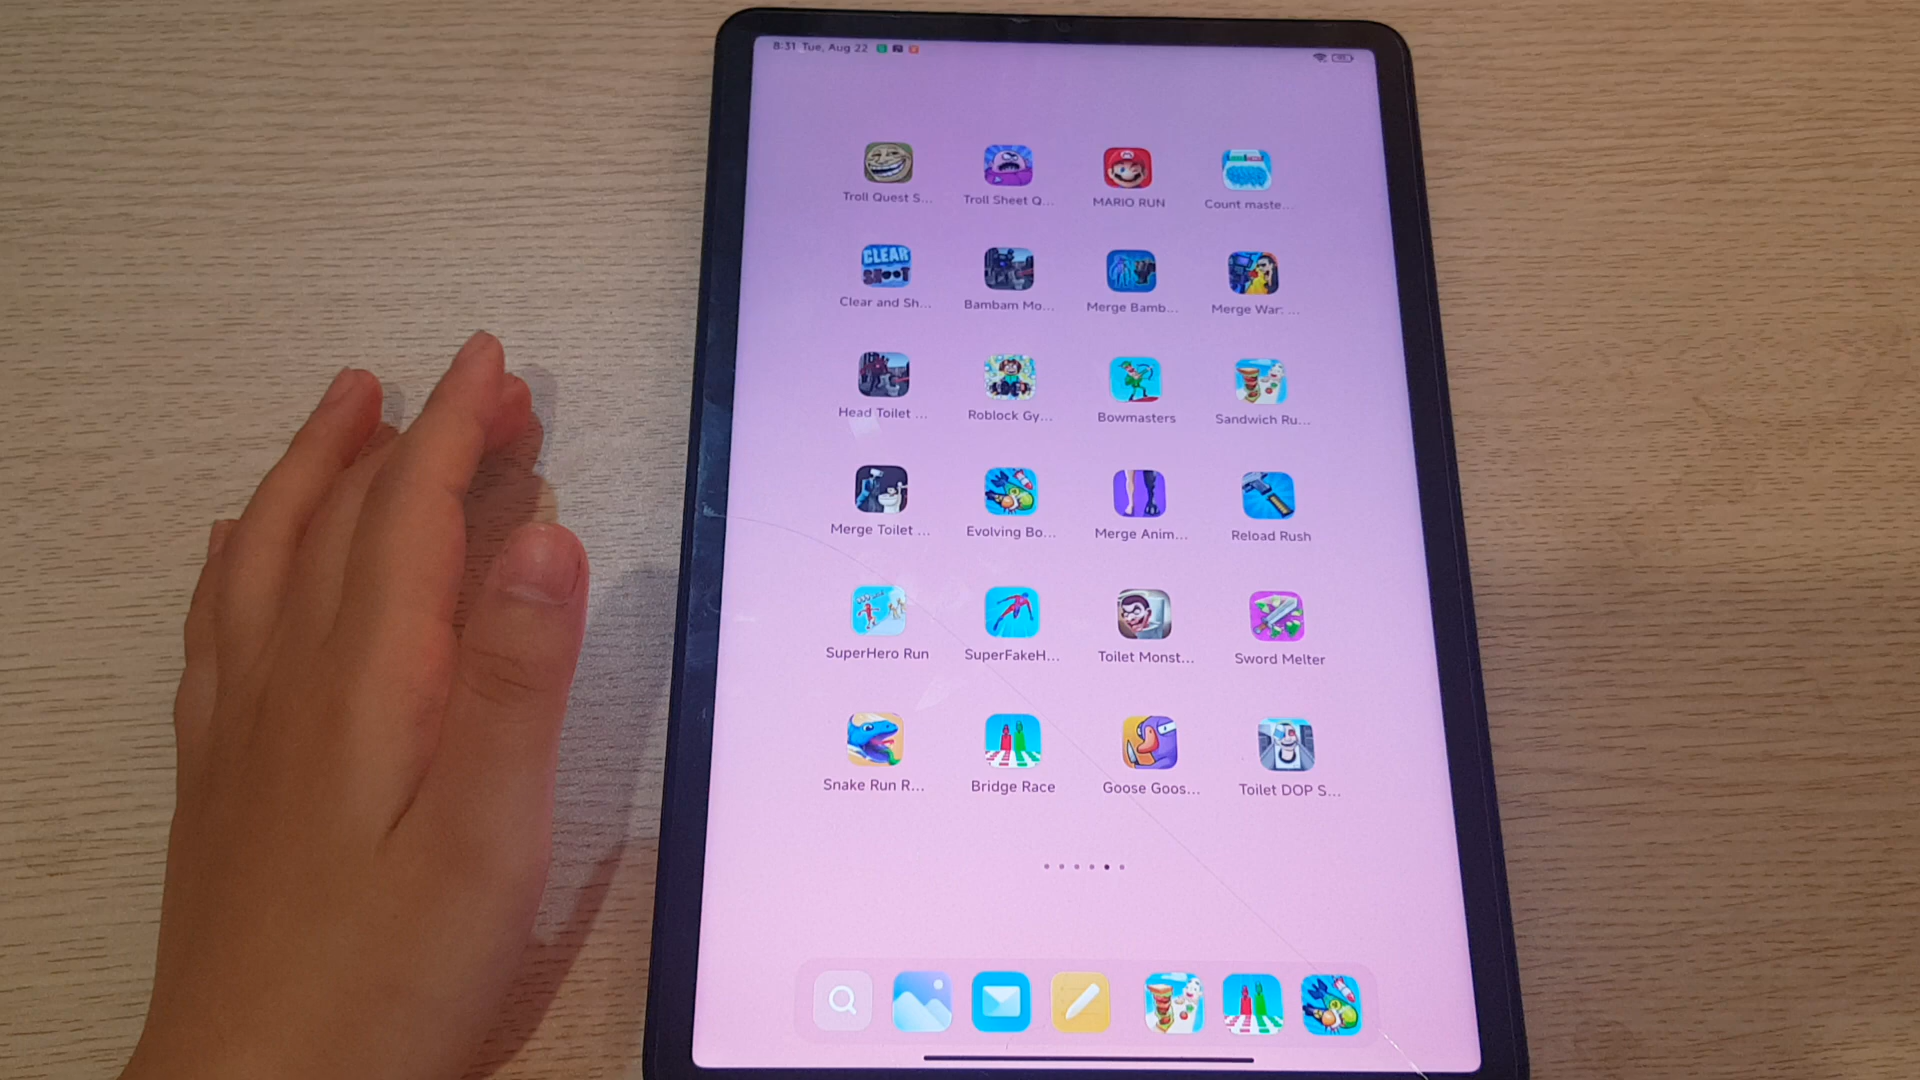 8:31 Tue, Aug 22
Troll Quest S... Troll Sheet Q... MARIO RUN Count maste...
CLEAR
SHOOT
Clear and Sh... Bambam Mo... Merge Bamb... Merge War: ...
Head Toilet ... Roblock Gy... Bowmasters Sandwich Ru...
Merge Toilet ... Evolving Bo... Merge Anim... Reload Rush
SuperHero Run SuperFakeH... Toilet Monst... Sword Melter
Snake Run R... Bridge Race Goose Goos... Toilet DOP S...